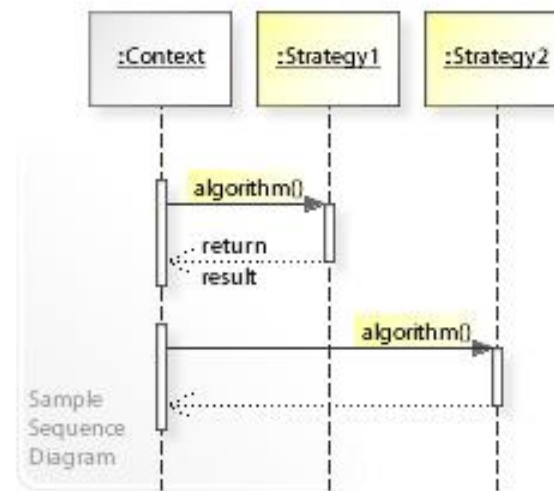 :Context
:Strategy1
:Strategy2
algorithm()
return
result
algorithm()
Sample
Sequence
Diagram